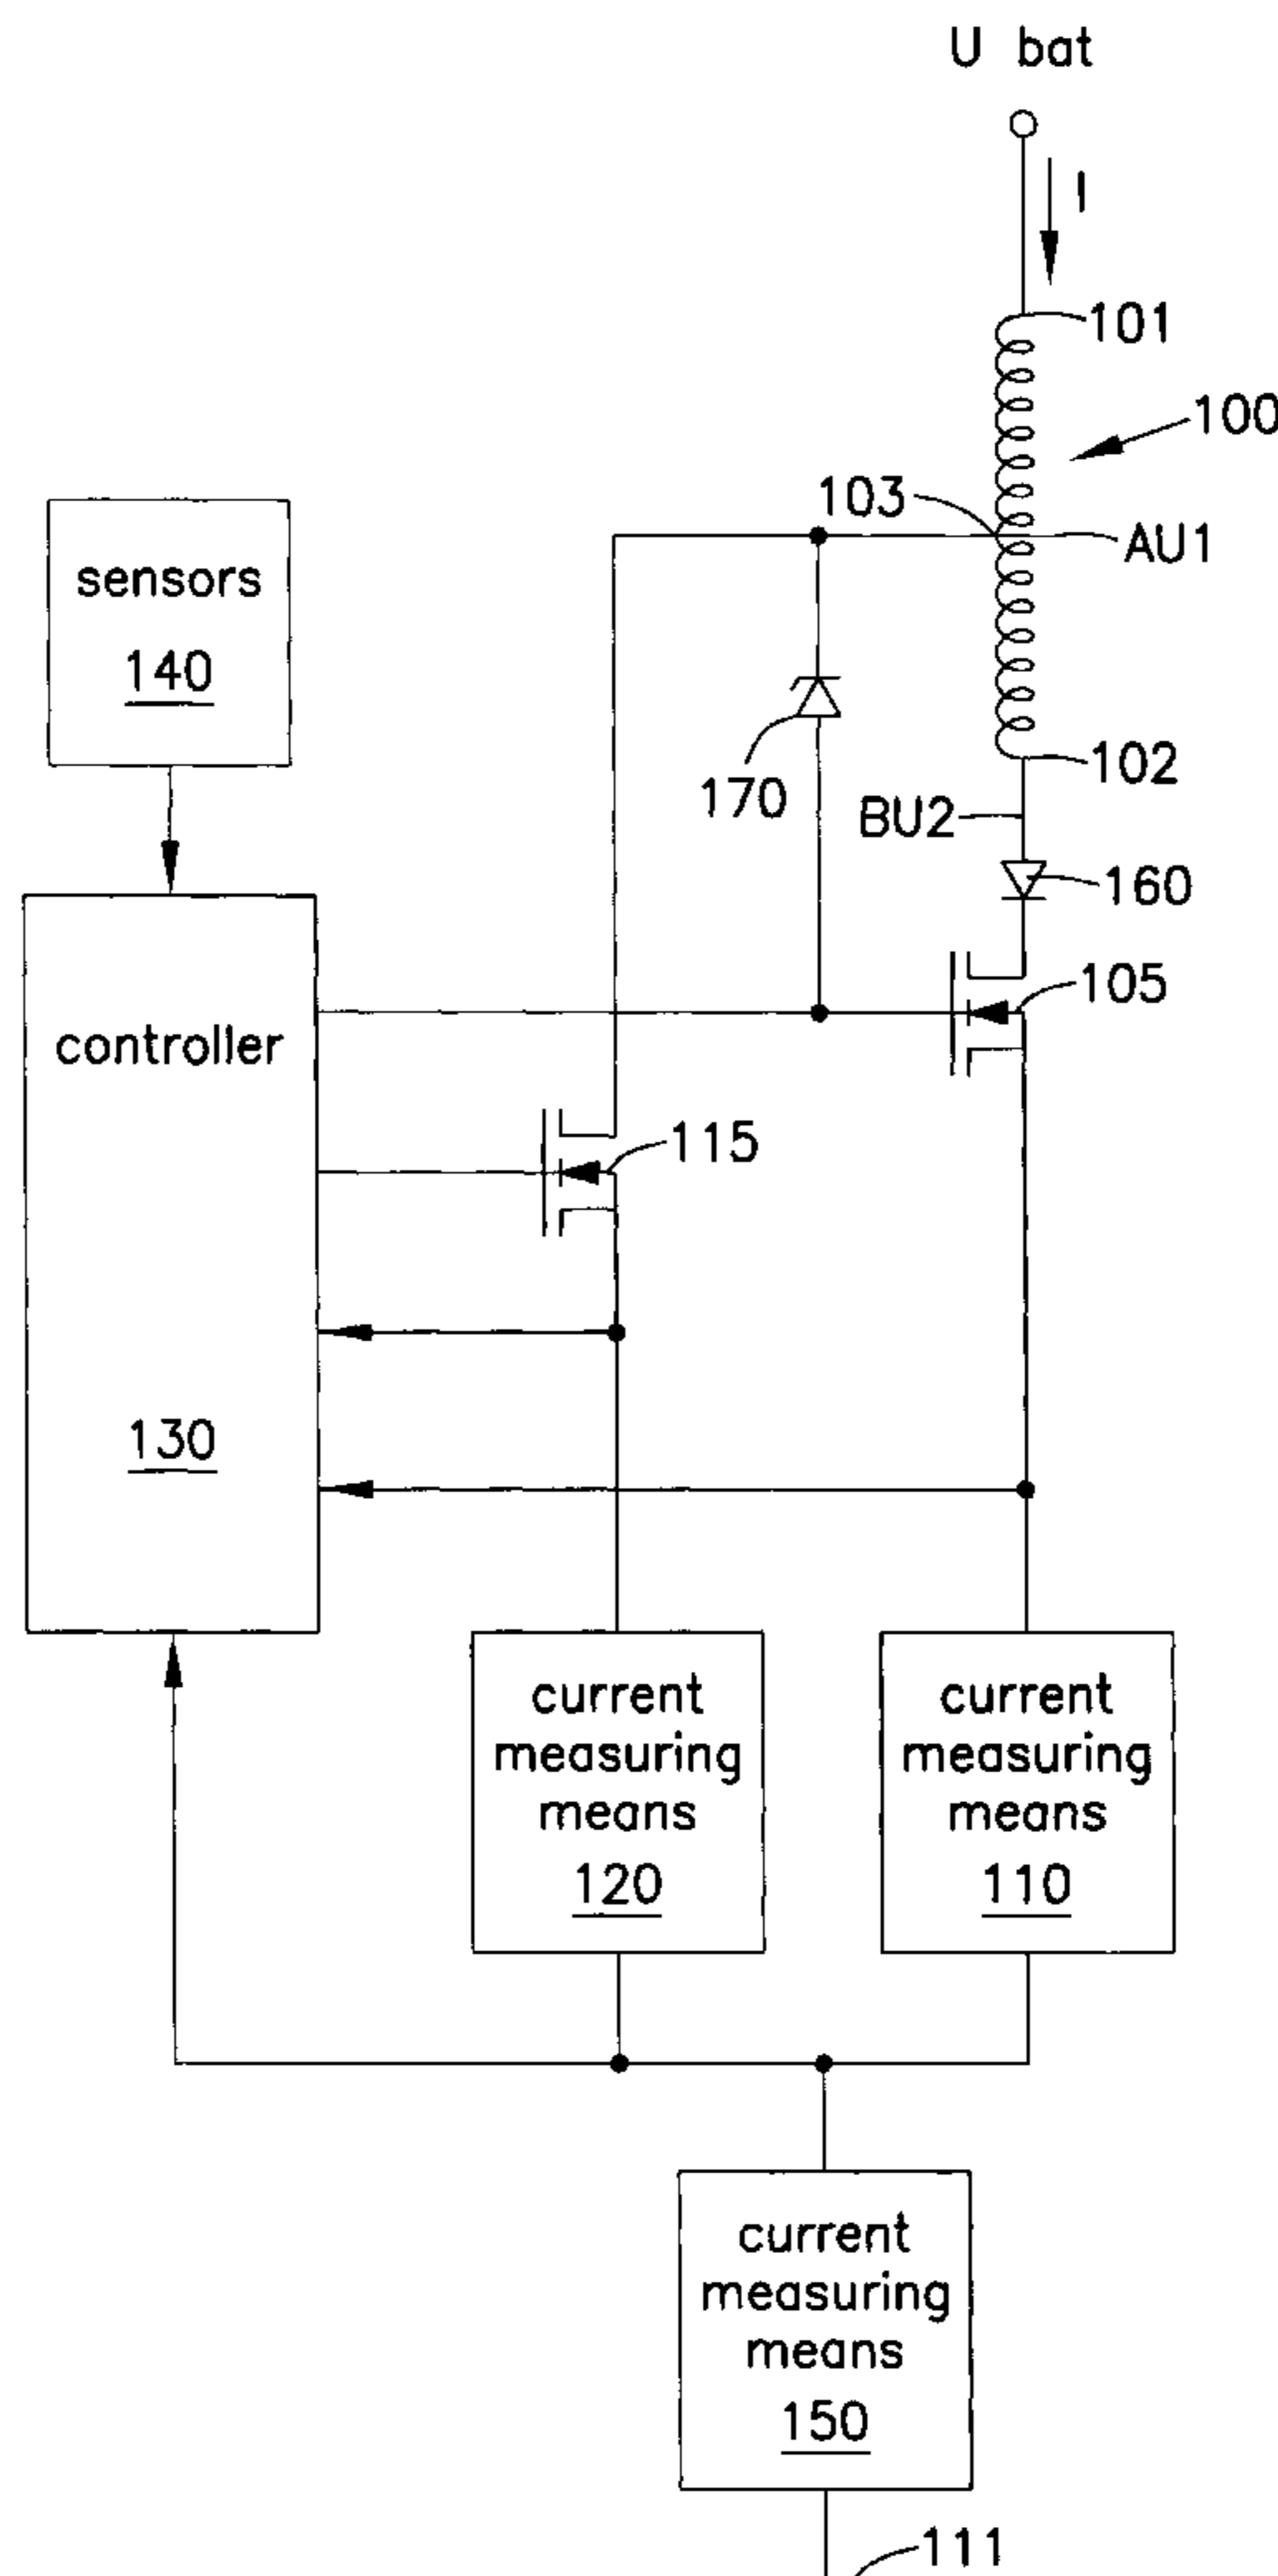 U bat
I
101
100
103
AU1
sensors
140
102
170
BU2
160
105
controller
115
130
current
measuring
means
120
current
measuring
means
110
current
measuring
means
150
111